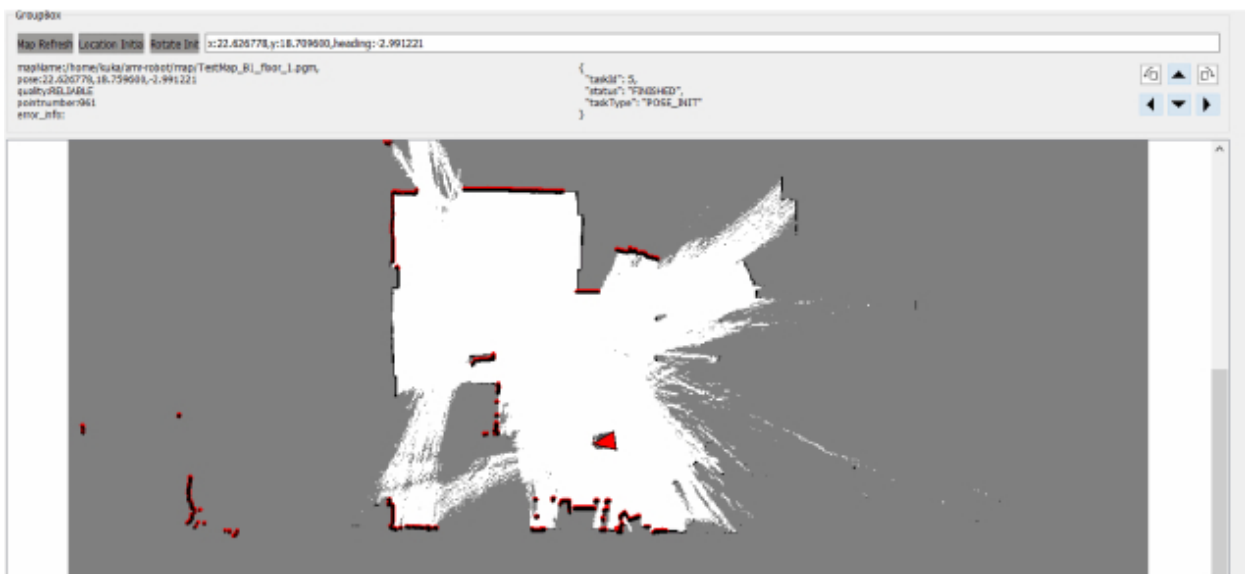 GroupBox
Map Refresh Location Initia Rotate Init x:22.626778,y:18.709600,heading:-2.991221
mapName:/home/kuka/amr-robot/map/TestMap_B1_floor_1.pgm,
pose:22.626778,18.759600,-2.991221
quality:RELIABLE
pointnumber:961
error_info:
{
"taskId": 5,
"status": "FINISHED",
"taskType": "POSE_INIT"
}